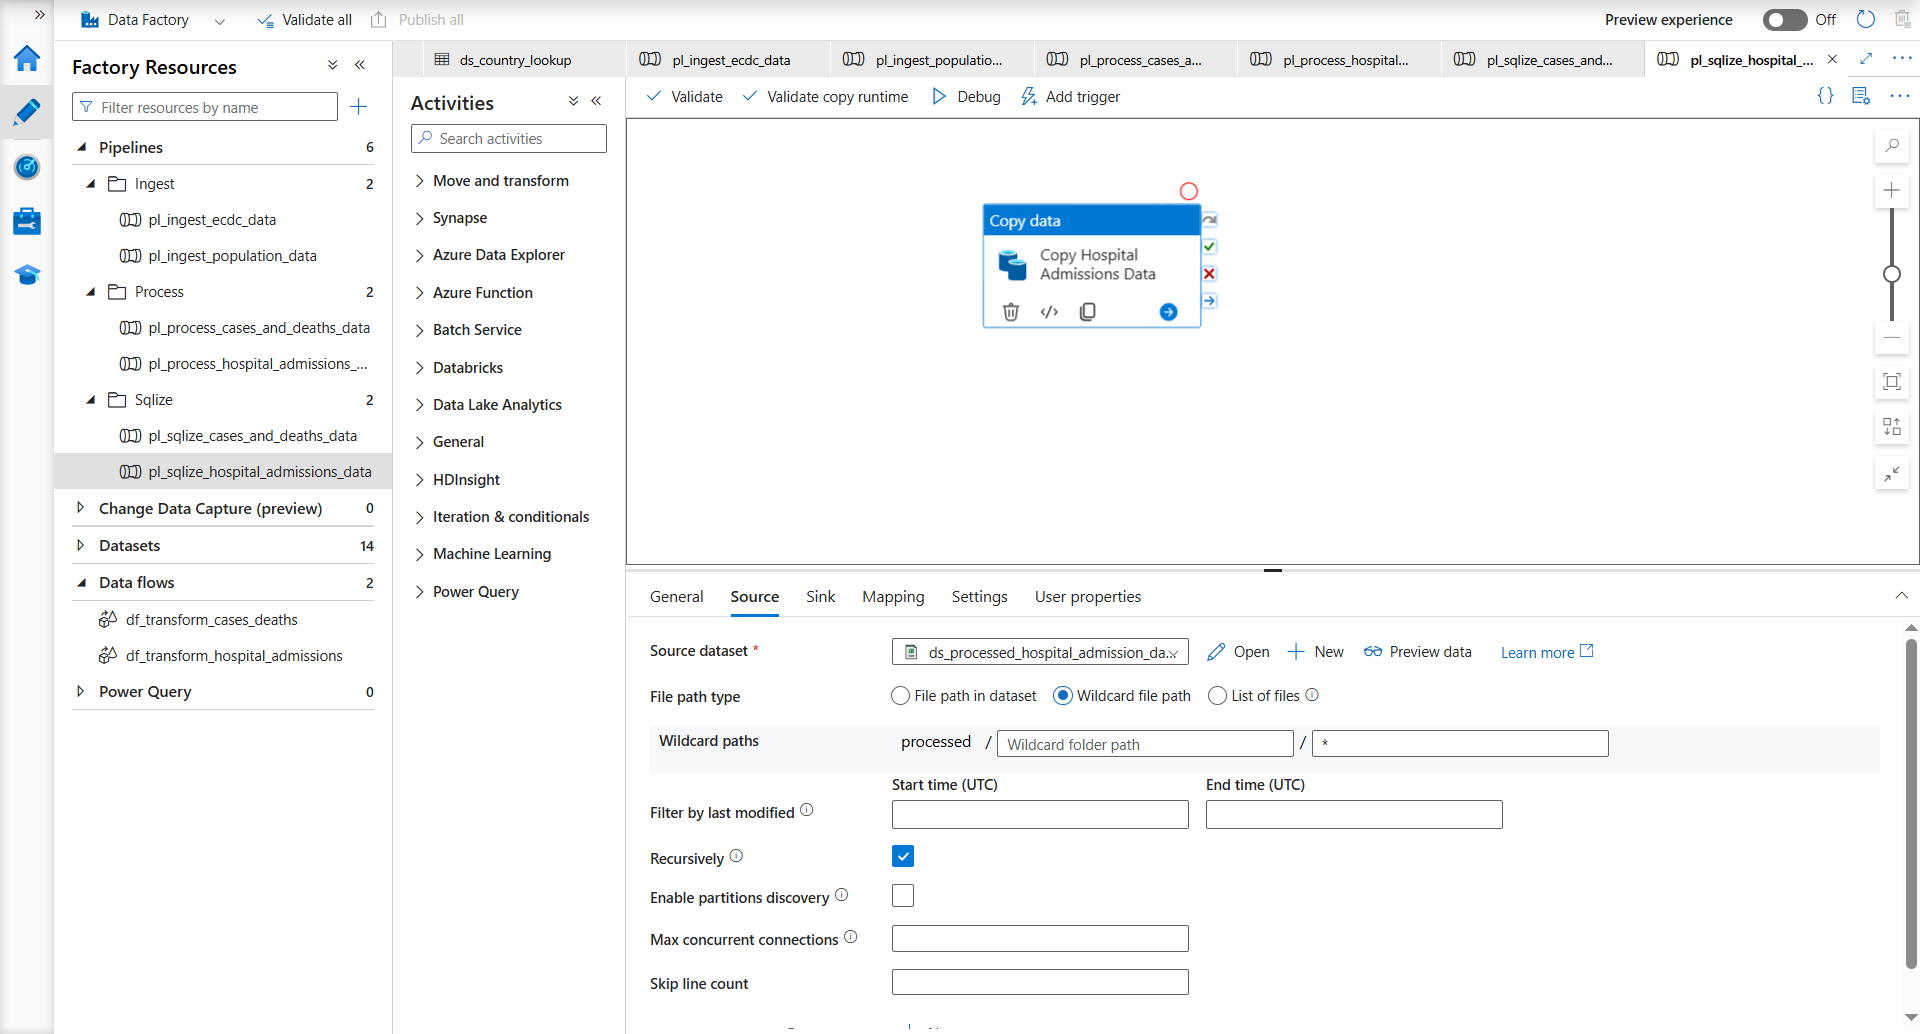 Data Factory
Validate all
Publish all
Preview experience
Off
Factory Resources
Filter resources by name
Pipelines 6
Ingest 2
pl_ingest_ecdc_data
pl_ingest_population_data
Process 2
pl_process_cases_and_deaths_data
pl_process_hospital_admissions_...
Sqlize 2
pl_sqlize_cases_and_deaths_data
pl_sqlize_hospital_admissions_data
Change Data Capture (preview) 0
Datasets 14
Data flows 2
df_transform_cases_deaths
df_transform_hospital_admissions
Power Query 0
ds_country_lookup
pl_ingest_ecdc_data
pl_ingest_populatio...
pl_process_cases_a...
pl_process_hospital...
pl_sqlize_cases_and...
pl_sqlize_hospital_...
Activities
Search activities
Move and transform
Synapse
Azure Data Explorer
Azure Function
Batch Service
Databricks
Data Lake Analytics
General
HDInsight
Iteration & conditionals
Machine Learning
Power Query
Validate
Validate copy runtime
Debug
Add trigger
Copy data
Copy Hospital
Admissions Data
General
Source
Sink
Mapping
Settings
User properties
Source dataset *
ds_processed_hospital_admission_da...
Open
New
Preview data
Learn more
File path type
File path in dataset
Wildcard file path
List of files
Wildcard paths
processed / Wildcard folder path / *
Start time (UTC)
End time (UTC)
Filter by last modified
Recursively
Enable partitions discovery
Max concurrent connections
Skip line count